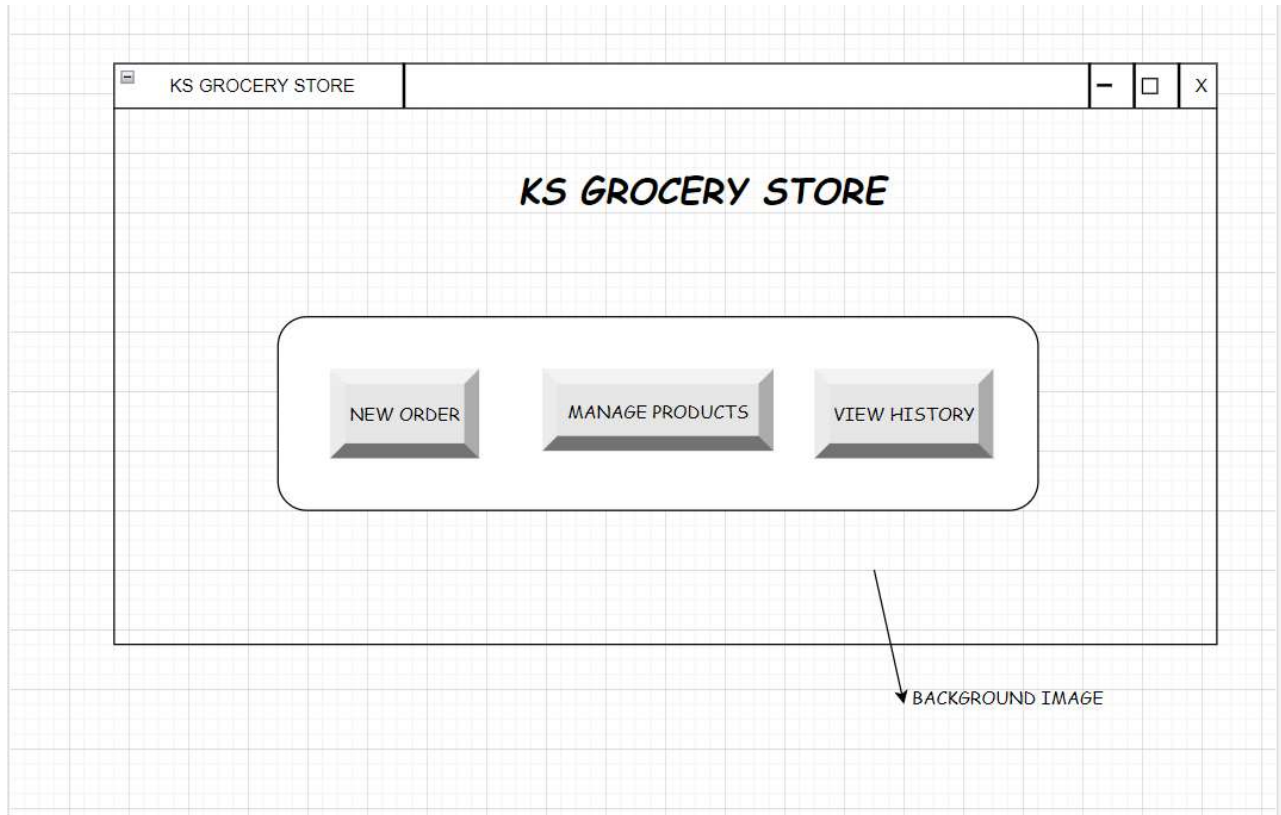 KS GROCERY STORE
X
KS GROCERY STORE
NEW ORDER
MANAGE PRODUCTS
VIEW HISTORY
BACKGROUND IMAGE